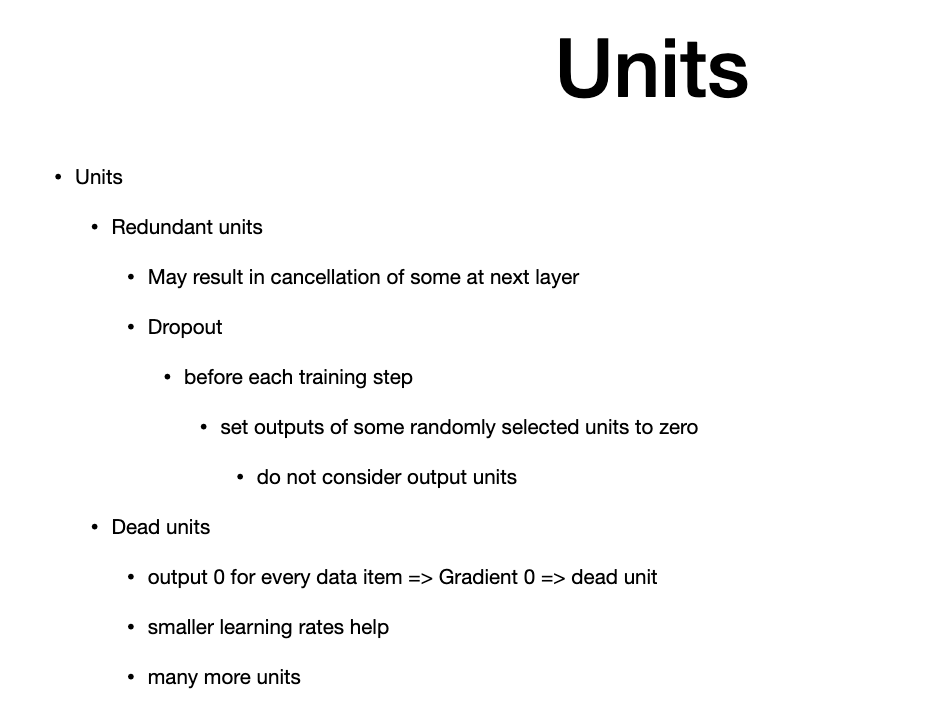 Units
• Units
• Redundant units
• May result in cancellation of some at next layer
• Dropout
• before each training step
• set outputs of some randomly selected units to zero
• do not consider output units
• Dead units
• output 0 for every data item => Gradient 0 => dead unit
• smaller learning rates help
• many more units